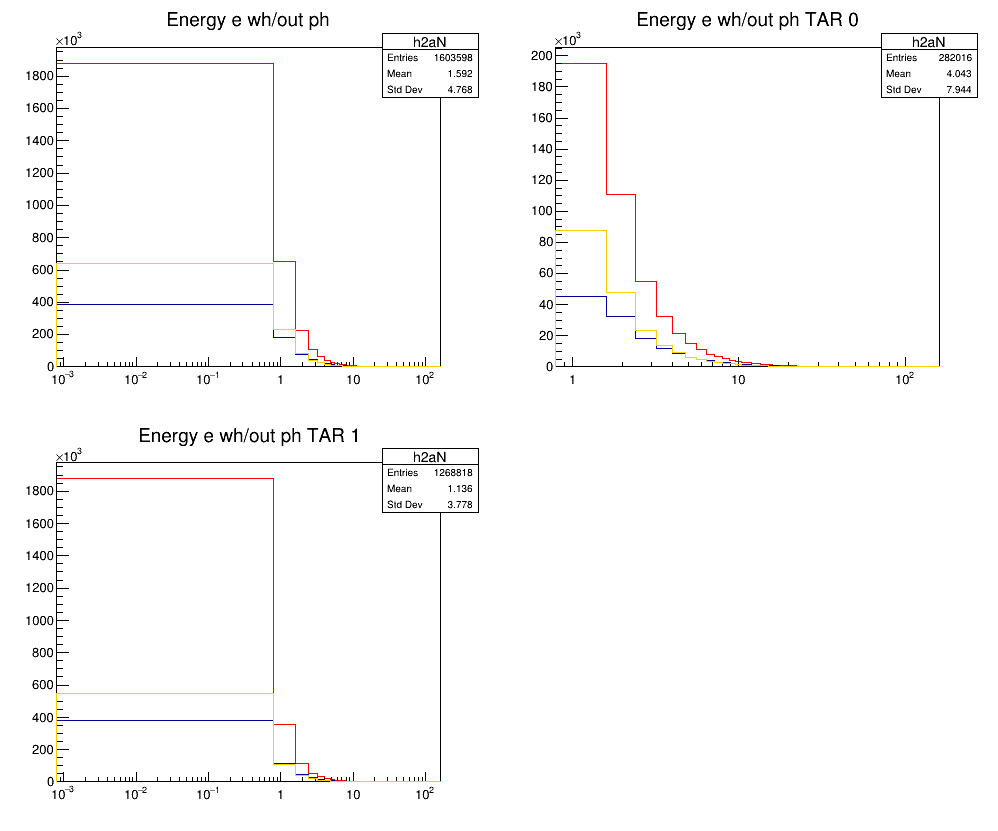 Energy e wh/out ph
×10³
h2aN
Entries 1603598
Mean 1.592
Std Dev 4.768
1800
1600
1400
1200
1000
800
600
400
200
0
10⁻³ 10⁻² 10⁻¹ 1 10 10²
Energy e wh/out ph TAR 0
×10³
h2aN
Entries 282016
Mean 4.043
Std Dev 7.944
200
180
160
140
120
100
80
60
40
20
0
1 10 10²
Energy e wh/out ph TAR 1
×10³
h2aN
Entries 1268818
Mean 1.136
Std Dev 3.778
1800
1600
1400
1200
1000
800
600
400
200
0
10⁻³ 10⁻² 10⁻¹ 1 10 10²